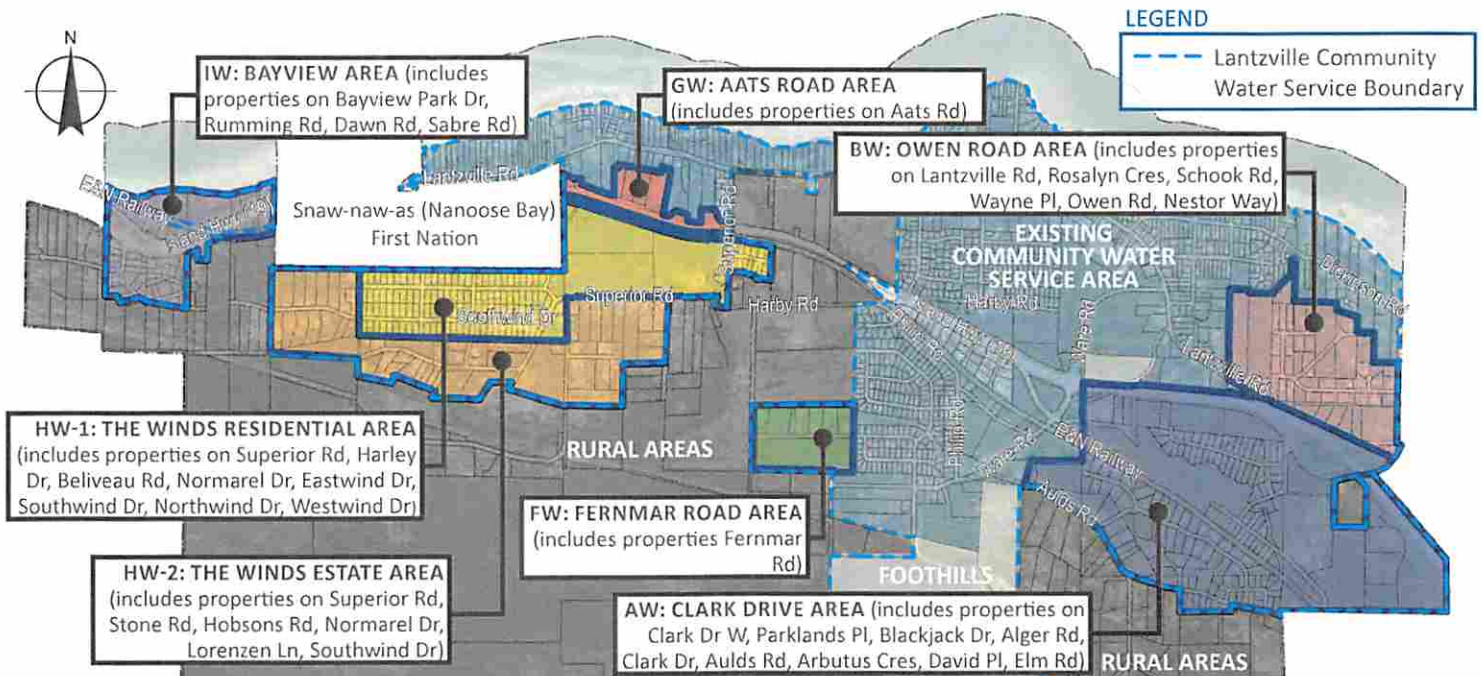 LEGEND
Lantzville Community
Water Service Boundary
N
IW: BAYVIEW AREA (includes
properties on Bayview Park Dr,
Rumming Rd, Dawn Rd, Sabre Rd)
GW: AATS ROAD AREA
(includes properties on Aats Rd)
BW: OWEN ROAD AREA (includes properties
on Lantzville Rd, Rosalyn Cres, Schook Rd,
Wayne Pl, Owen Rd, Nestor Way)
E&N Railway
Island Hwy (19)
Lantzville Rd
Snaw-naw-as (Nanoose Bay)
First Nation
Superior Rd
EXISTING
COMMUNITY WATER
SERVICE AREA
Dickinson Rd
Superior Rd
Harby Rd
Harby Rd
Southwind Dr
Ware Rd
Lantzville Rd
HW-1: THE WINDS RESIDENTIAL AREA
(includes properties on Superior Rd, Harley
Dr, Beliveau Rd, Normarel Dr, Eastwind Dr,
Southwind Dr, Northwind Dr, Westwind Dr)
RURAL AREAS
Philip Rd
Ware Rd
E&N Railway
Aulds Rd
FW: FERNMAR ROAD AREA
(includes properties Fernmar
Rd)
HW-2: THE WINDS ESTATE AREA
(includes properties on Superior Rd,
Stone Rd, Hobsons Rd, Normarel Dr,
Lorenzen Ln, Southwind Dr)
FOOTHILLS
AW: CLARK DRIVE AREA (includes properties on
Clark Dr W, Parklands Pl, Blackjack Dr, Alger Rd,
Clark Dr, Aulds Rd, Arbutus Cres, David Pl, Elm Rd)
RURAL AREAS